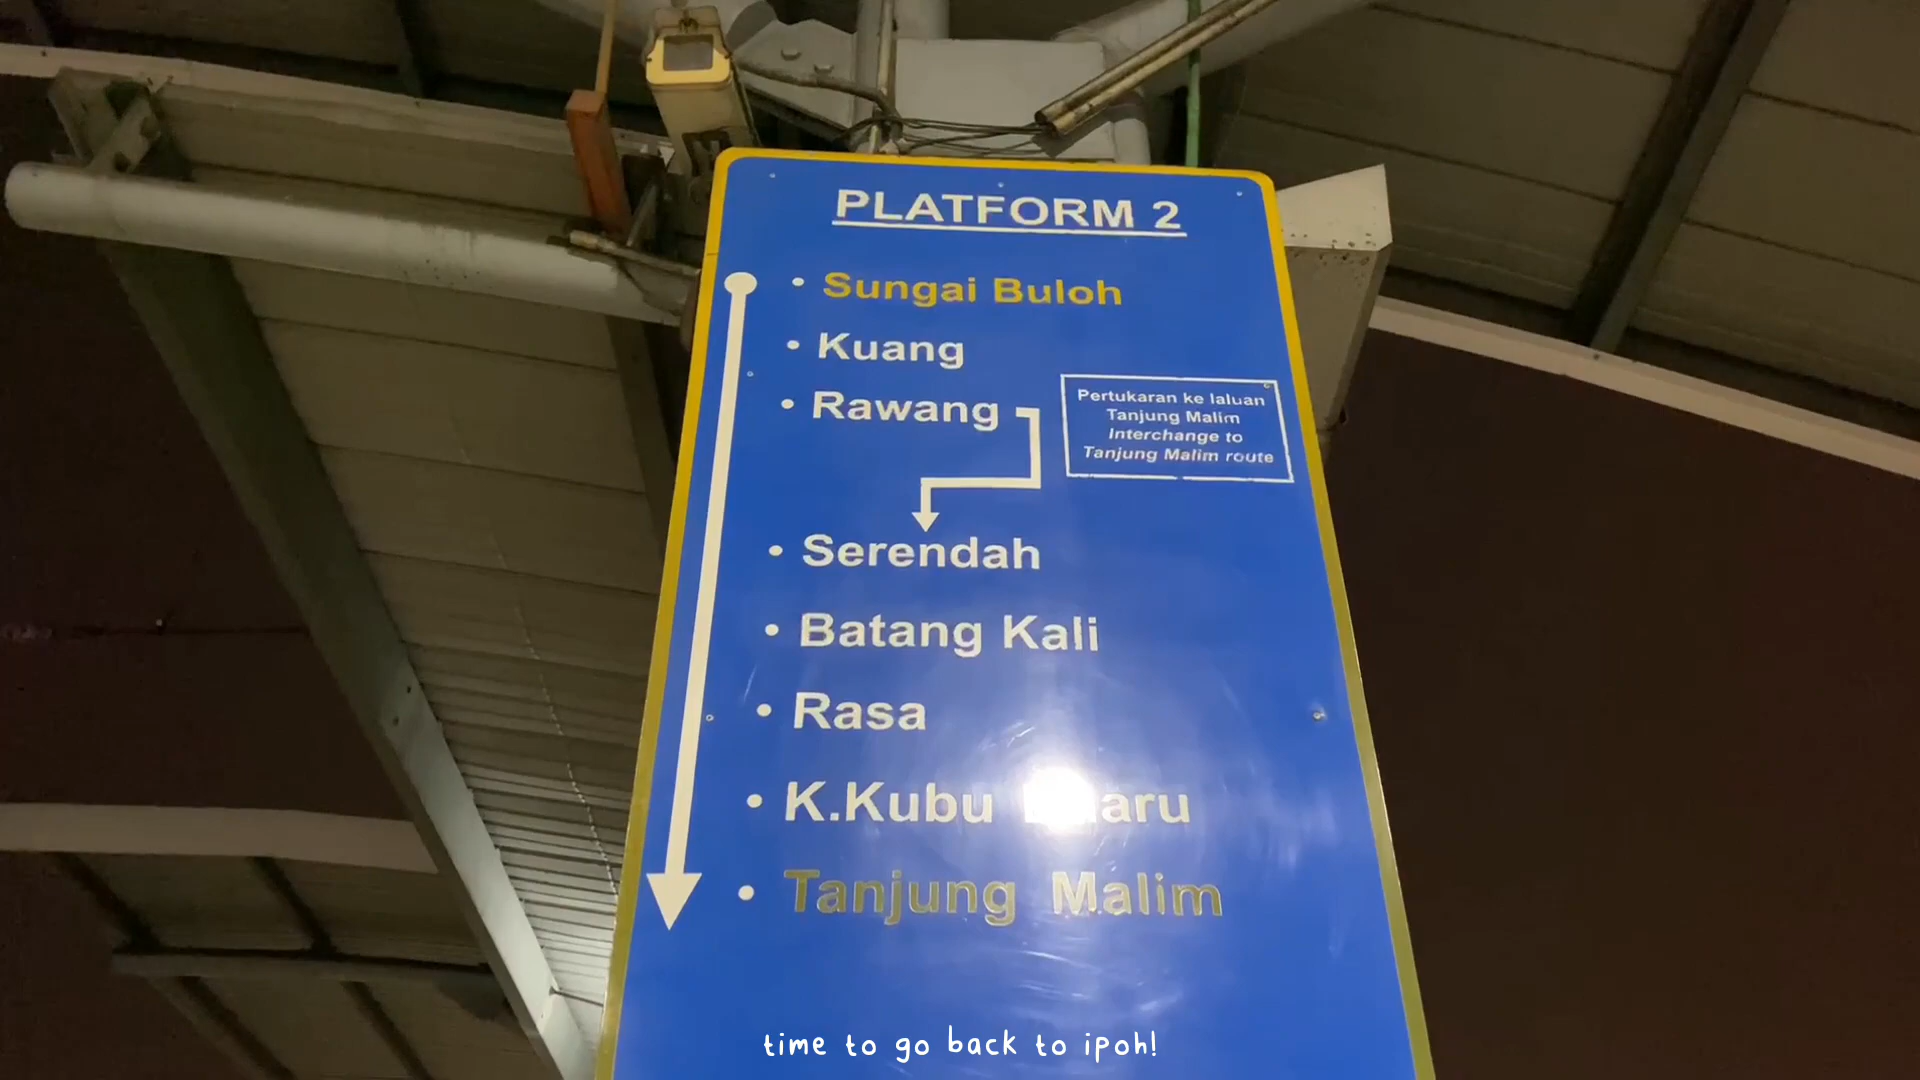 PLATFORM 2
• Sungai Buloh
• Kuang
• Rawang
Pertukaran ke laluan
Tanjung Malim
Interchange to
Tanjung Malim route
• Serendah
• Batang Kali
• Rasa
• K.Kubu
• Tanjung Malim
time to go back to ipoh!